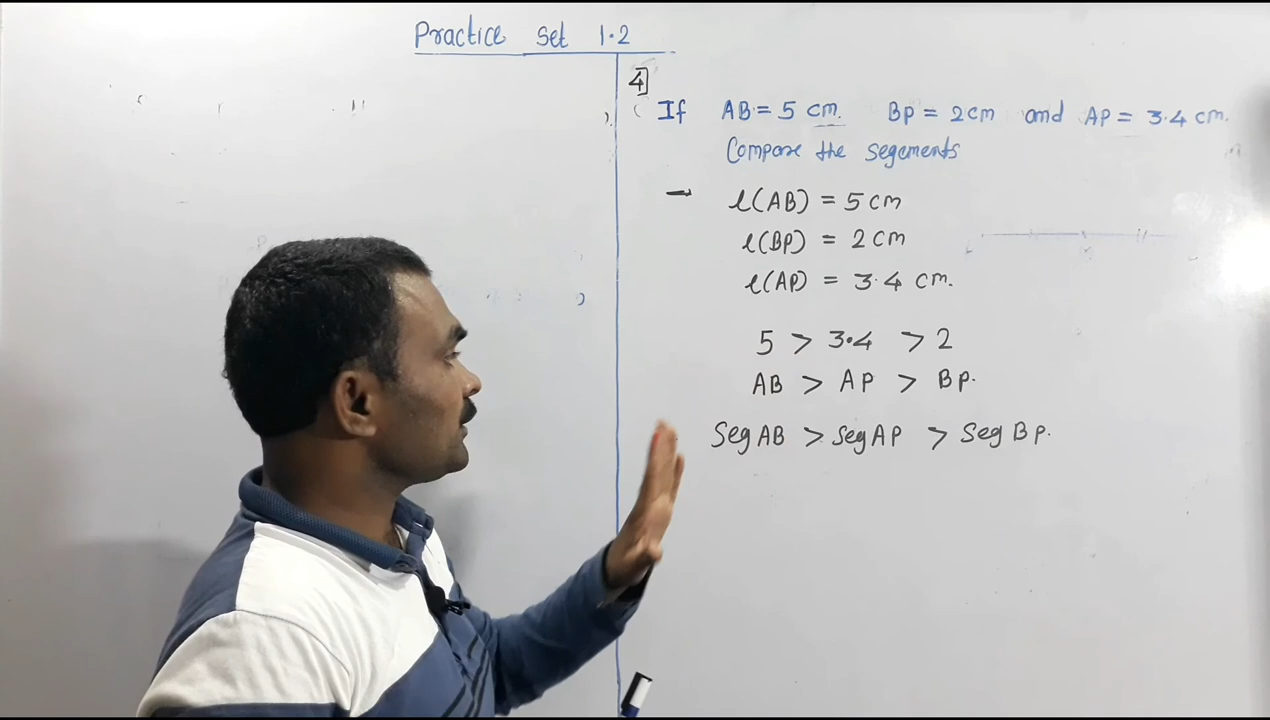 Practice Set 1.2
4]
If AB = 5 cm. BP = 2cm and AP = 3.4 cm.
Compare the segements
— l(AB) = 5 cm
l(BP) = 2 cm
l(AP) = 3.4 cm.
5 > 3.4 > 2
AB > AP > BP.
Seg AB > seg AP > seg BP.